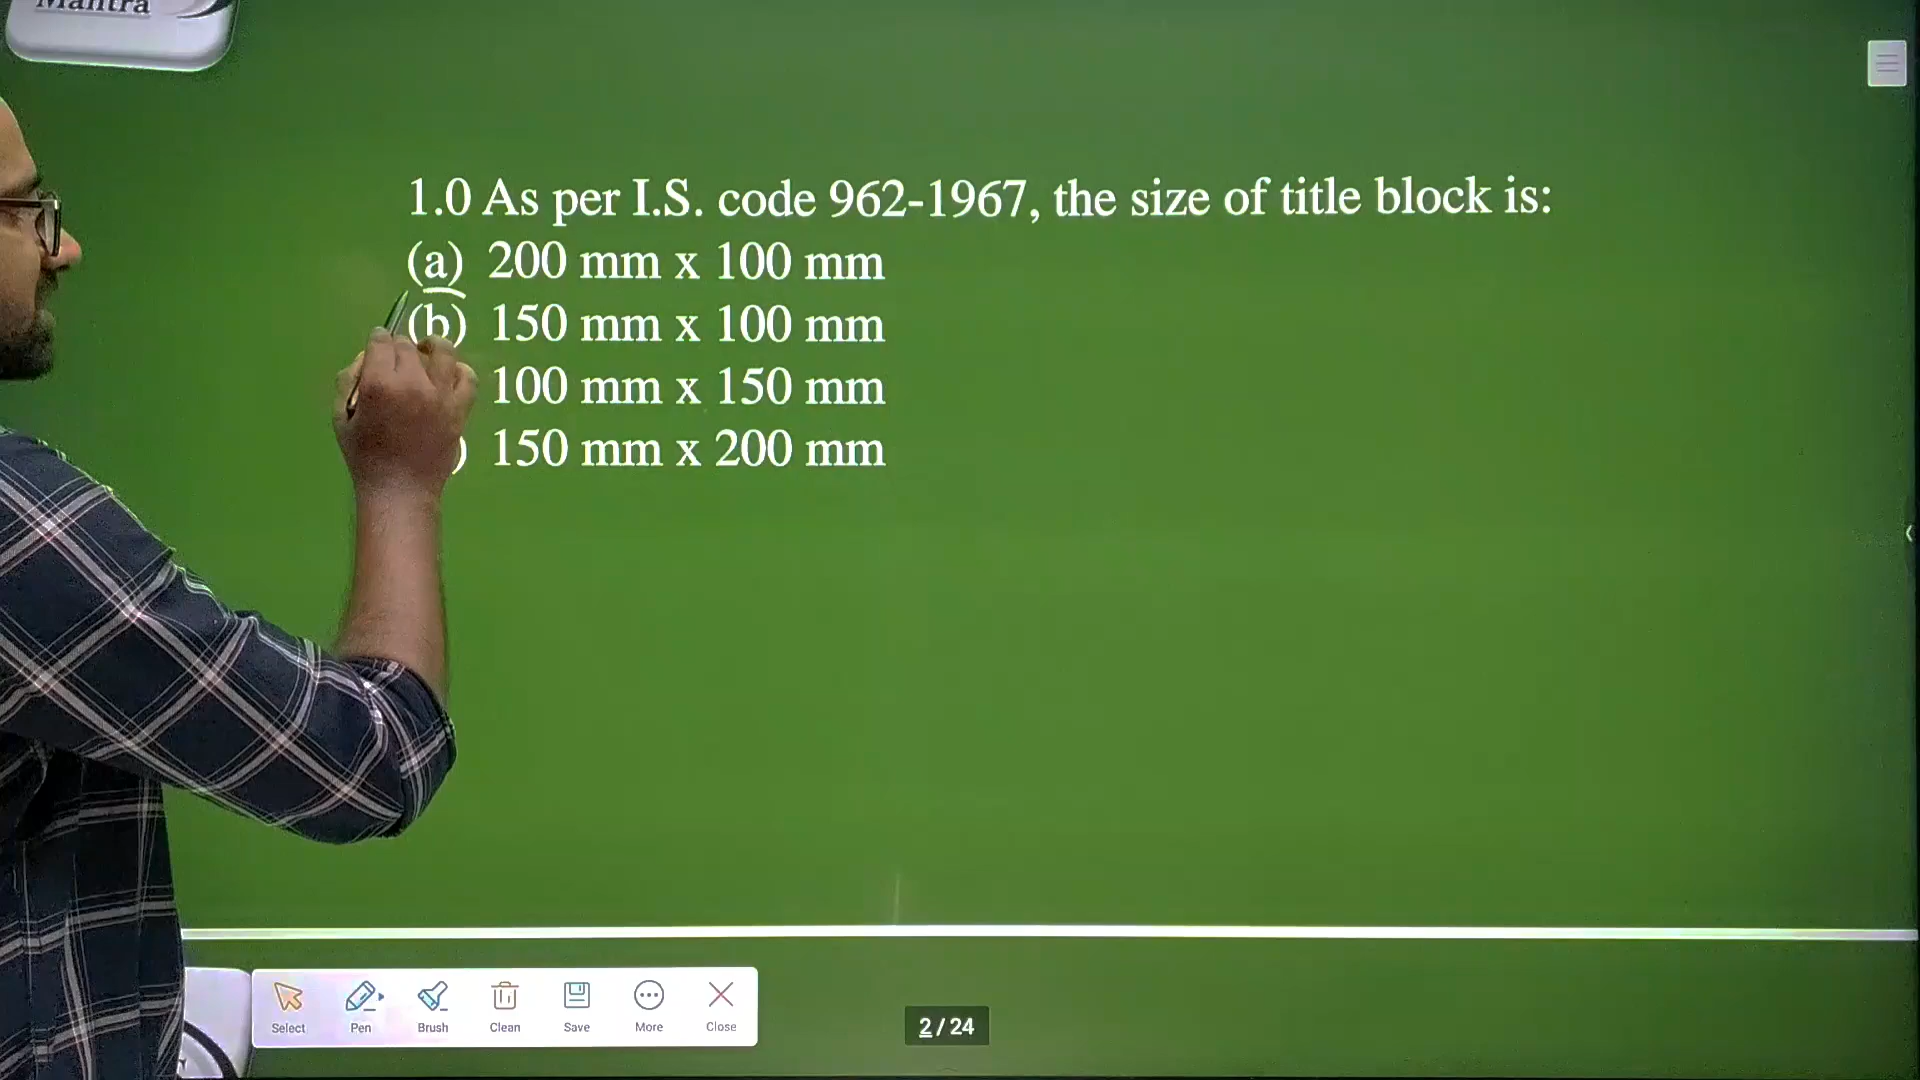 Mantra
1.0 As per I.S. code 962-1967, the size of title block is:
(a) 200 mm x 100 mm
(b) 150 mm x 100 mm
100 mm x 150 mm
) 150 mm x 200 mm
Select Pen Brush Clean Save More Close
2 / 24